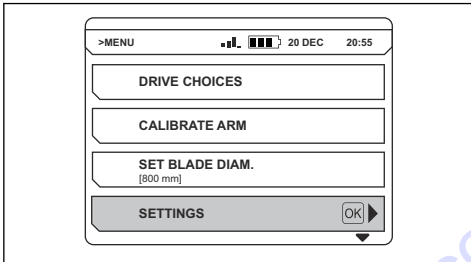 >MENU 20 DEC 20:55
DRIVE CHOICES
CALIBRATE ARM
SET BLADE DIAM.
[800 mm]
SETTINGS OK